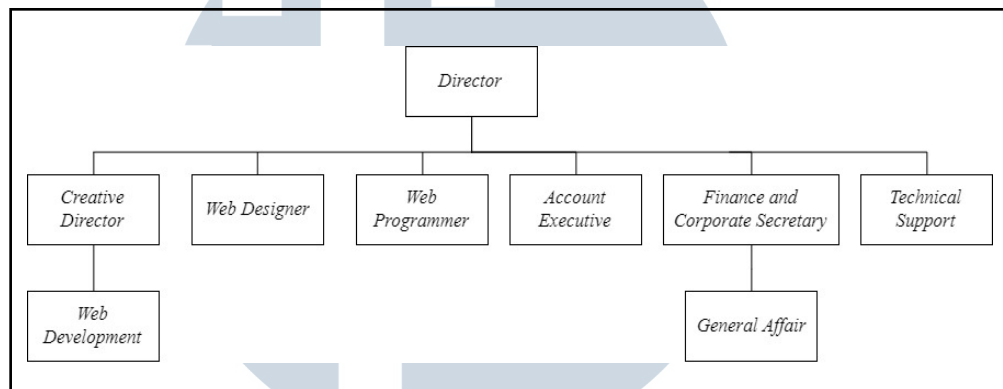 Director
Creative
Director
Web Designer
Web
Programmer
Account
Executive
Finance and
Corporate Secretary
Technical
Support
Web
Development
General Affair